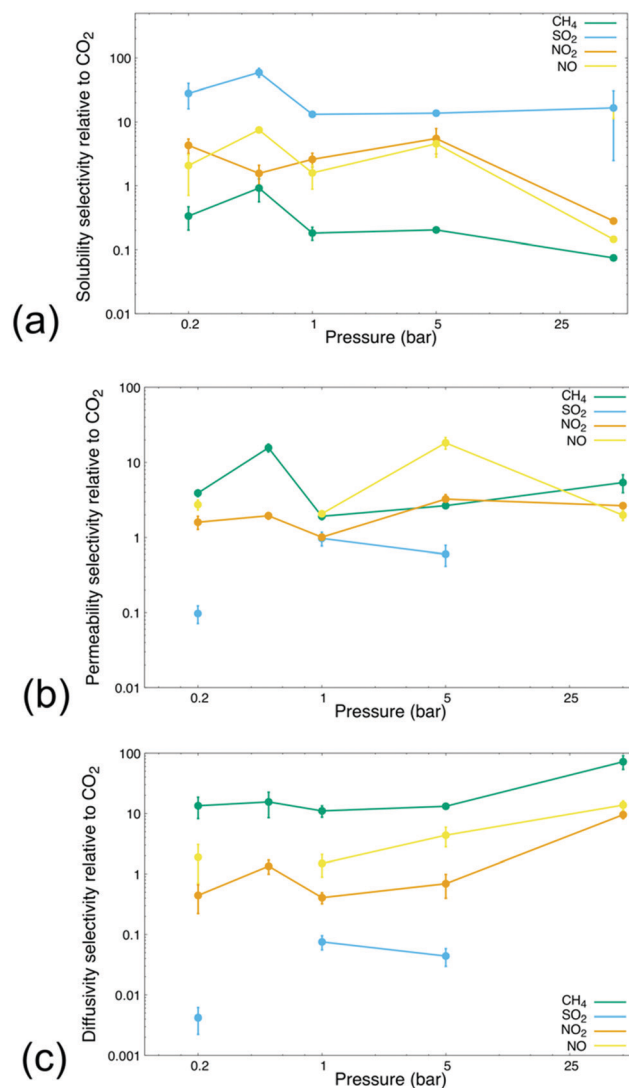 CH₄
SO₂
NO₂
NO
100
10
1
0.1
0.01
Solubility selectivity relative to CO₂
0.2
1
5
25
Pressure (bar)
(a)
CH₄
SO₂
NO₂
NO
100
10
1
0.1
0.01
Permeability selectivity relative to CO₂
0.2
1
5
25
Pressure (bar)
(b)
100
10
1
0.1
0.01
0.001
Diffusivity selectivity relative to CO₂
CH₄
SO₂
NO₂
NO
0.2
1
5
25
Pressure (bar)
(c)